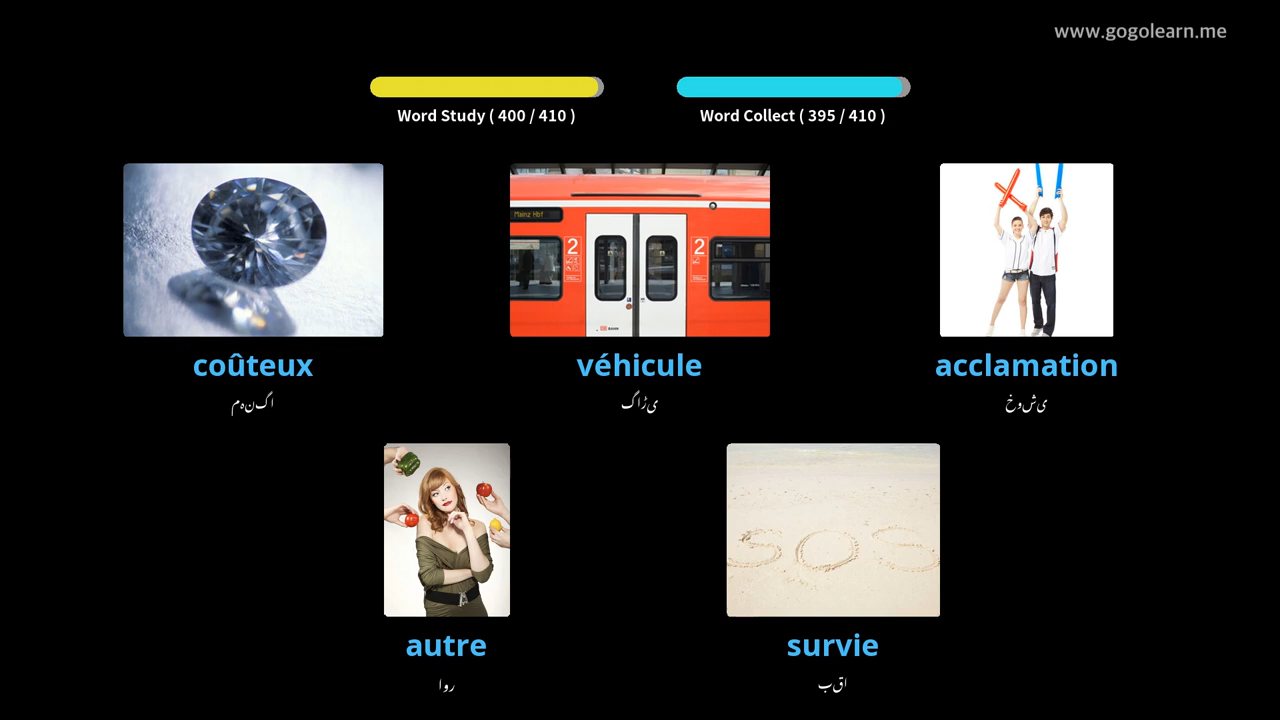 www.gogolearn.me
Word Study ( 400 / 410 )
Word Collect ( 395 / 410 )
Mainz Hbf
2
2
coûteux
véhicule
acclamation
اگنہم
یڑاگ
یشوخ
SOS
autre
survie
روا
اقب